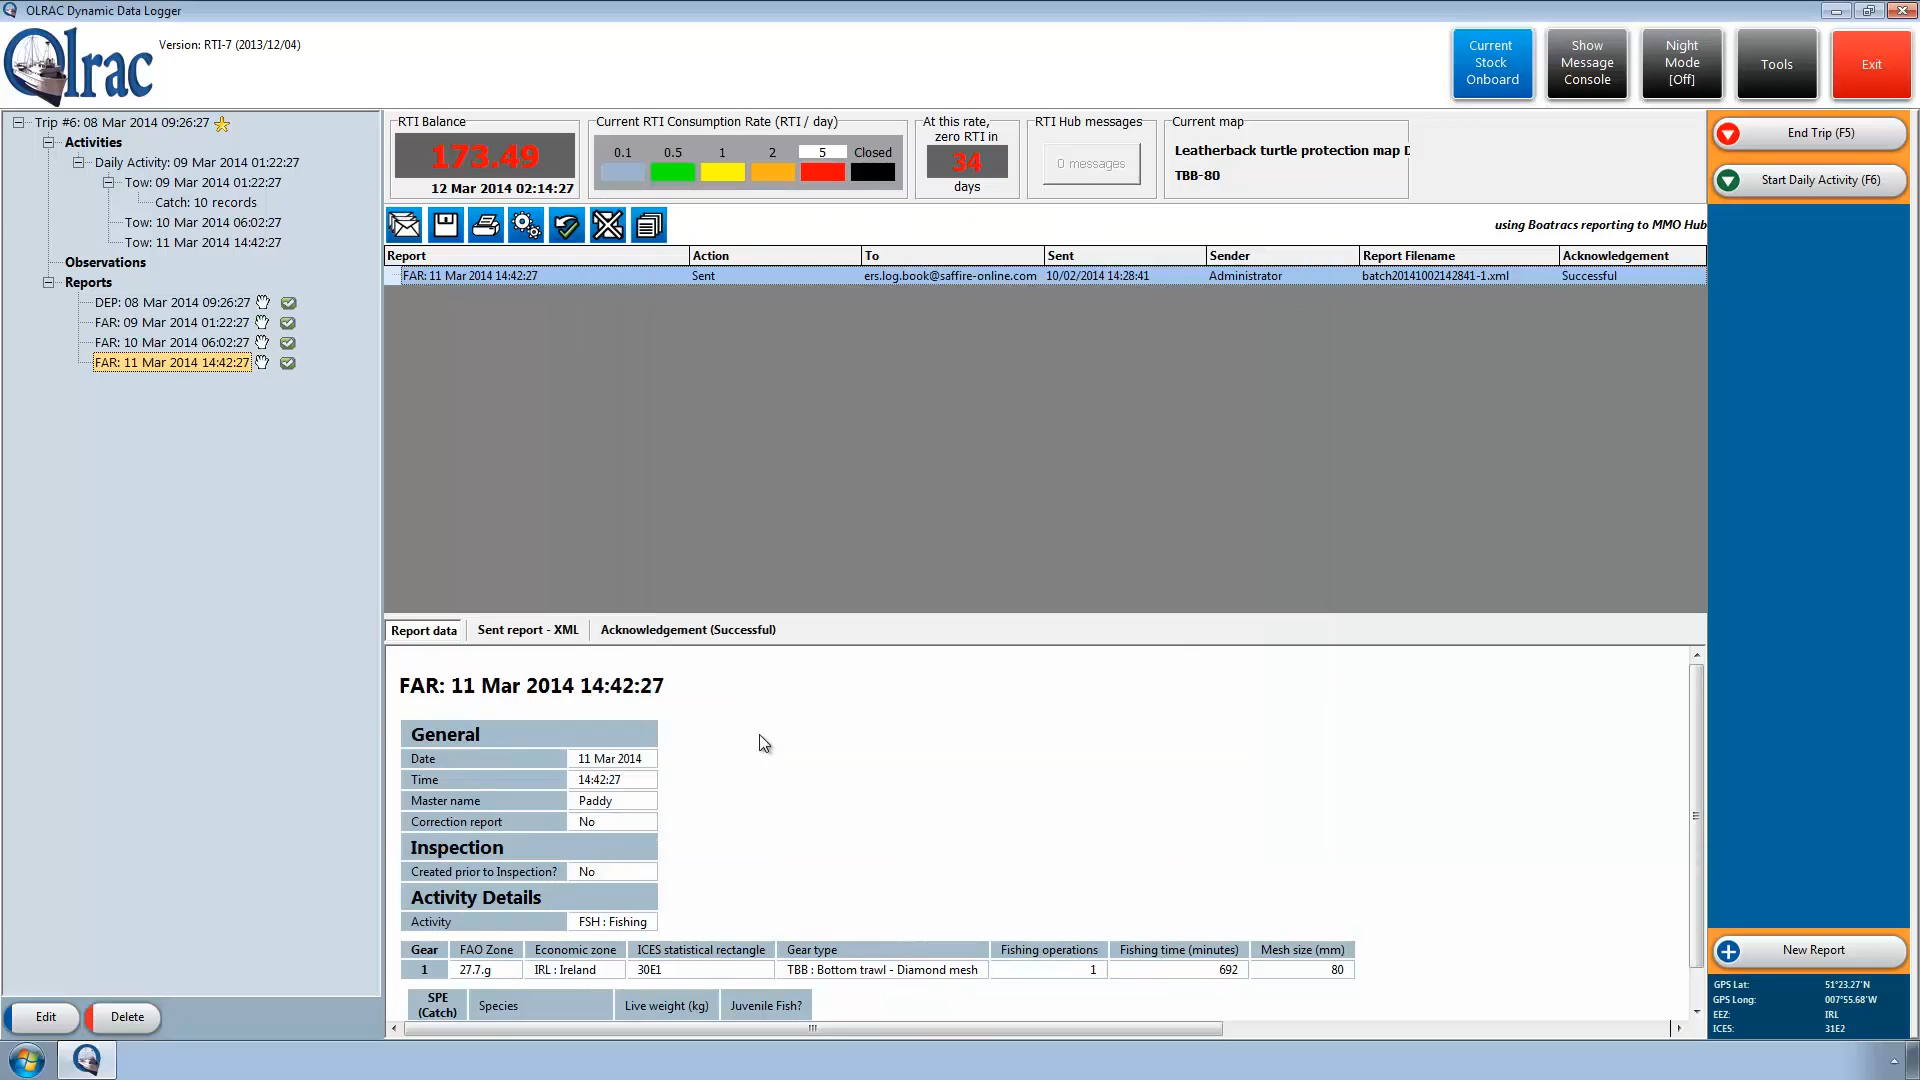 OLRAC Dynamic Data Logger
Olrac
Version: RTI-7 (2013/12/04)
Current Stock Onboard
Show Message Console
Night Mode [Off]
Tools
Exit
Trip #6: 08 Mar 2014 09:26:27
Activities
Daily Activity: 09 Mar 2014 01:22:27
Tow: 09 Mar 2014 01:22:27
Catch: 10 records
Tow: 10 Mar 2014 06:02:27
Tow: 11 Mar 2014 14:42:27
Observations
Reports
DEP: 08 Mar 2014 09:26:27
FAR: 09 Mar 2014 01:22:27
FAR: 10 Mar 2014 06:02:27
FAR: 11 Mar 2014 14:42:27
Edit
Delete
RTI Balance
173.49
12 Mar 2014 02:14:27
Current RTI Consumption Rate (RTI / day)
0.1 0.5 1 2 5 Closed
At this rate, zero RTI in
34
days
RTI Hub messages
0 messages
Current map
Leatherback turtle protection map D
TBB-80
using Boatracs reporting to MMO Hub
Report Action To Sent Sender Report Filename Acknowledgement
FAR: 11 Mar 2014 14:42:27 Sent ers.log.book@saffire-online.com 10/02/2014 14:28:41 Administrator batch20141002142841-1.xml Successful
Report data Sent report - XML Acknowledgement (Successful)
FAR: 11 Mar 2014 14:42:27
General
Date 11 Mar 2014
Time 14:42:27
Master name Paddy
Correction report No
Inspection
Created prior to Inspection? No
Activity Details
Activity FSH : Fishing
Gear FAO Zone Economic zone ICES statistical rectangle Gear type Fishing operations Fishing time (minutes) Mesh size (mm)
1 27.7.g IRL : Ireland 30E1 TBB : Bottom trawl - Diamond mesh 1 692 80
SPE (Catch) Species Live weight (kg) Juvenile Fish?
End Trip (F5)
Start Daily Activity (F6)
New Report
GPS Lat: 51°23.27'N
GPS Long: 007°55.68'W
EEZ: IRL
ICES: 31E2